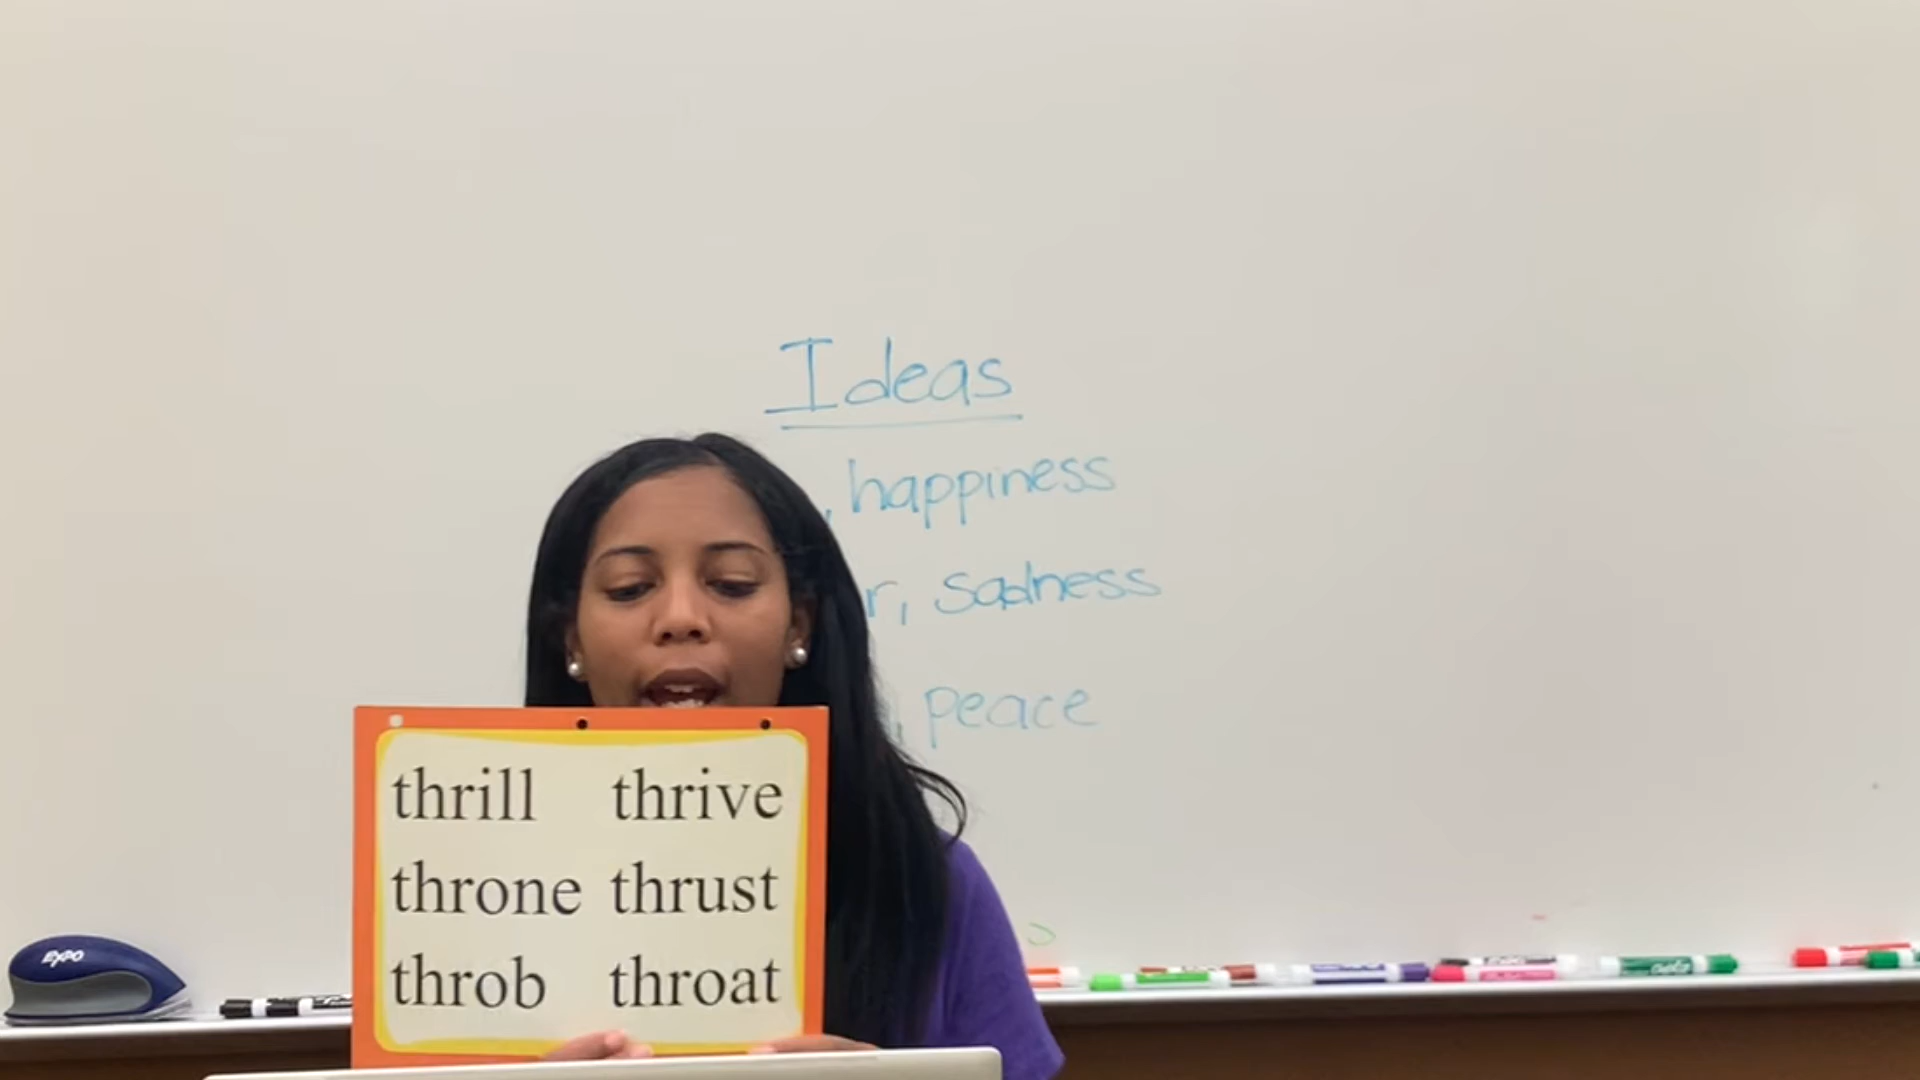 Ideas
, happiness
r, sadness
, peace
thrill thrive
throne thrust
throb throat
EXPO